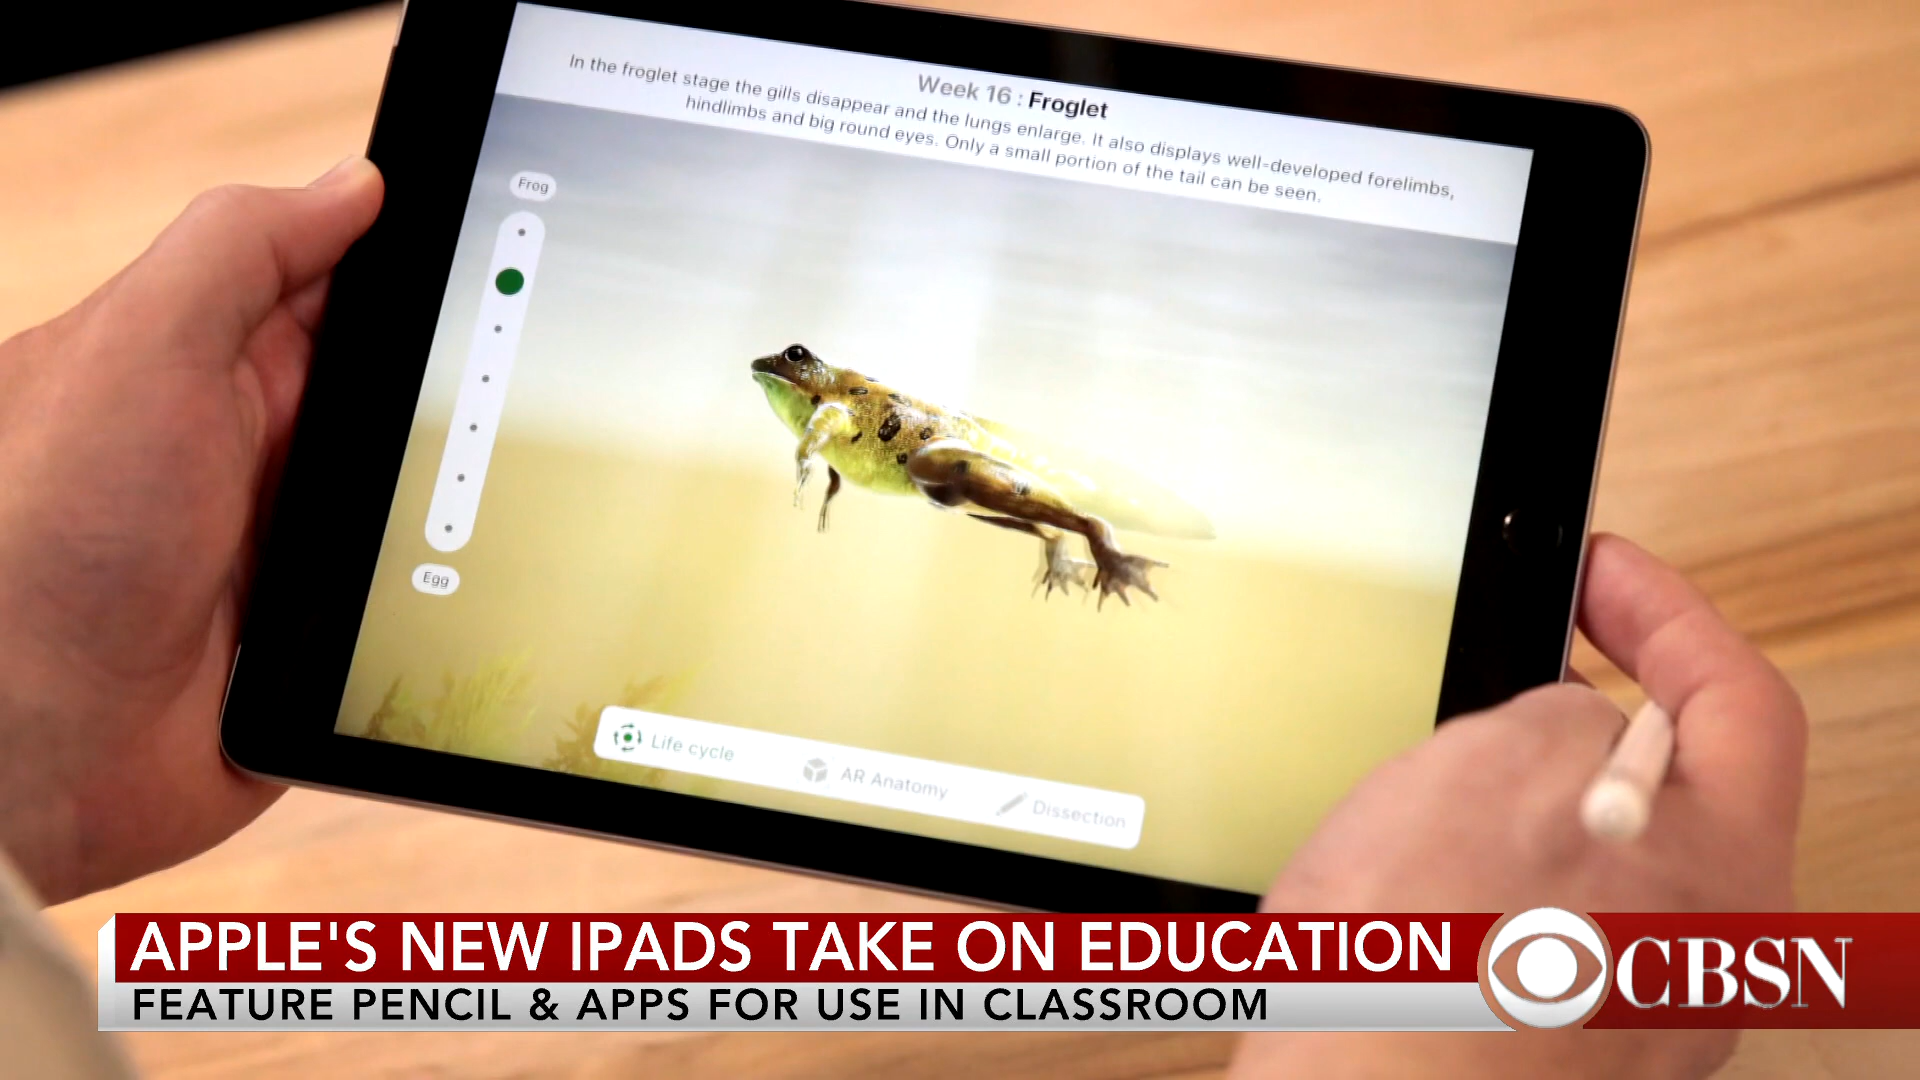 Week 16 : Froglet
In the froglet stage the gills disappear and the lungs enlarge. It also displays well-developed forelimbs,
hindlimbs and big round eyes. Only a small portion of the tail can be seen.
Frog
Egg
Life cycle
AR Anatomy
Dissection
APPLE'S NEW IPADS TAKE ON EDUCATION
FEATURE PENCIL & APPS FOR USE IN CLASSROOM
CBSN